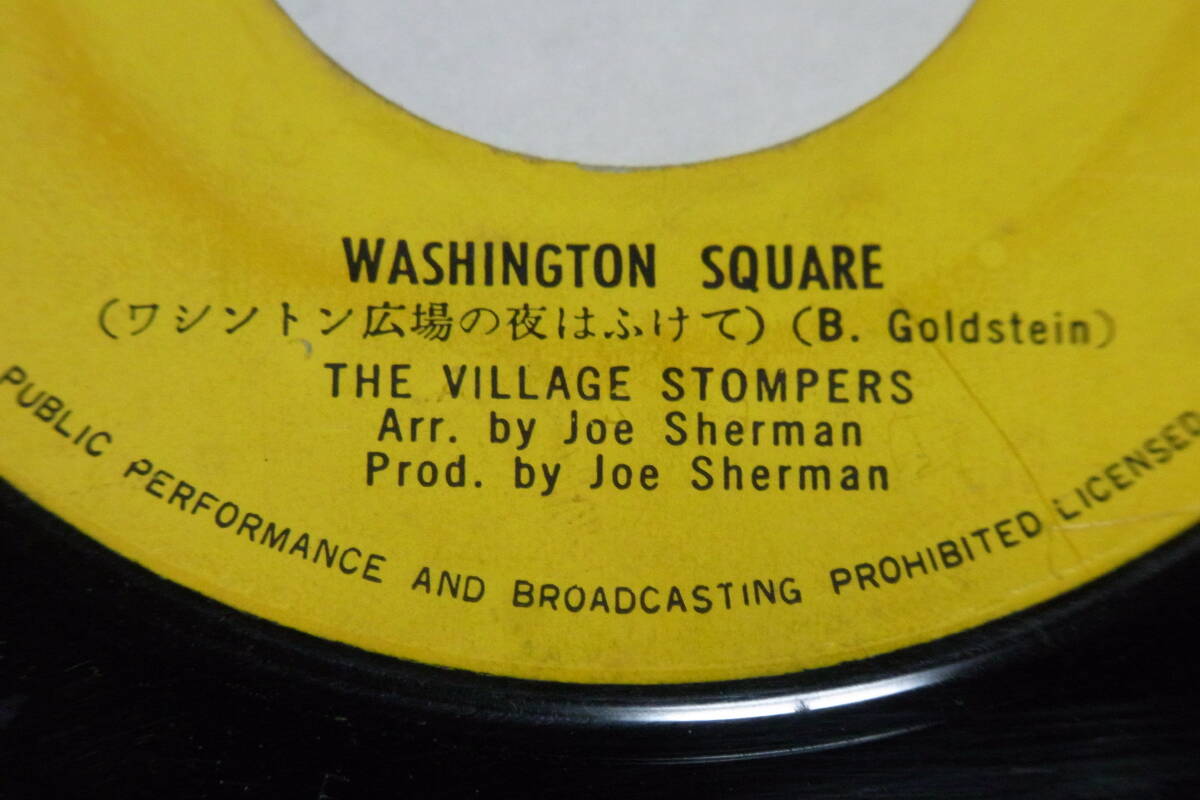 WASHINGTON SQUARE
(ワシントン広場の夜はふけて) (B. Goldstein)
THE VILLAGE STOMPERS
Arr. by Joe Sherman
Prod. by Joe Sherman
PUBLIC PERFORMANCE AND BROADCASTING PROHIBITED LICENSED